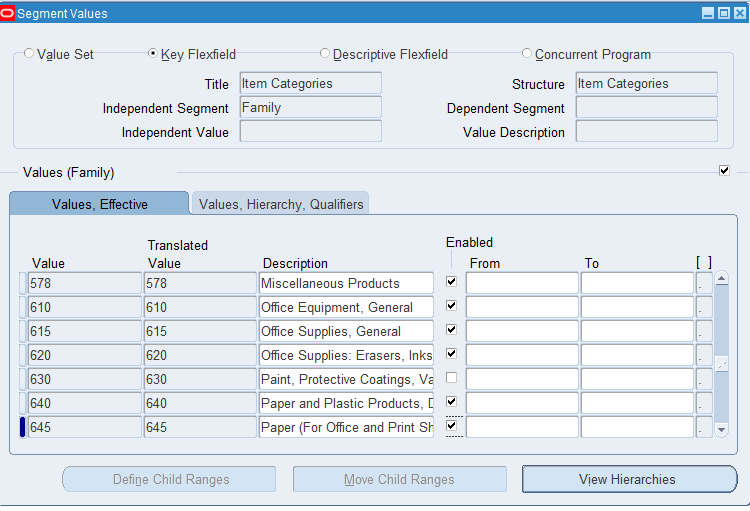 Segment Values
Value Set Key Flexfield Descriptive Flexfield Concurrent Program
Title Item Categories Structure Item Categories
Independent Segment Family Dependent Segment
Independent Value Value Description
Values (Family)
Values, Effective Values, Hierarchy, Qualifiers
Translated Enabled
Value Value Description From To [ ]
578 578 Miscellaneous Products
610 610 Office Equipment, General
615 615 Office Supplies, General
620 620 Office Supplies: Erasers, Inks
630 630 Paint, Protective Coatings, Va
640 640 Paper and Plastic Products, D
645 645 Paper (For Office and Print Sh
Define Child Ranges Move Child Ranges View Hierarchies